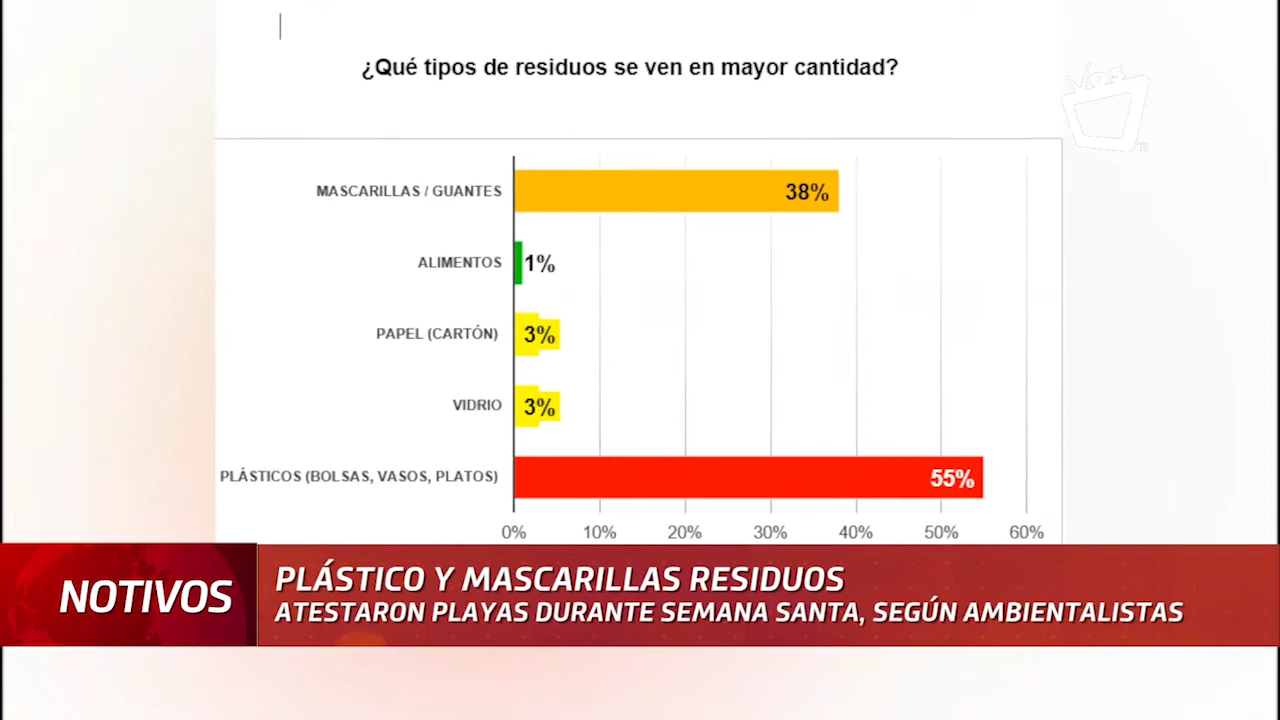 ¿Qué tipos de residuos se ven en mayor cantidad?
VOS
TV
MASCARILLAS / GUANTES 38%
ALIMENTOS 1%
PAPEL (CARTÓN) 3%
VIDRIO 3%
PLÁSTICOS (BOLSAS, VASOS, PLATOS) 55%
0% 10% 20% 30% 40% 50% 60%
NOTIVOS
PLÁSTICO Y MASCARILLAS RESIDUOS
ATESTARON PLAYAS DURANTE SEMANA SANTA, SEGÚN AMBIENTALISTAS